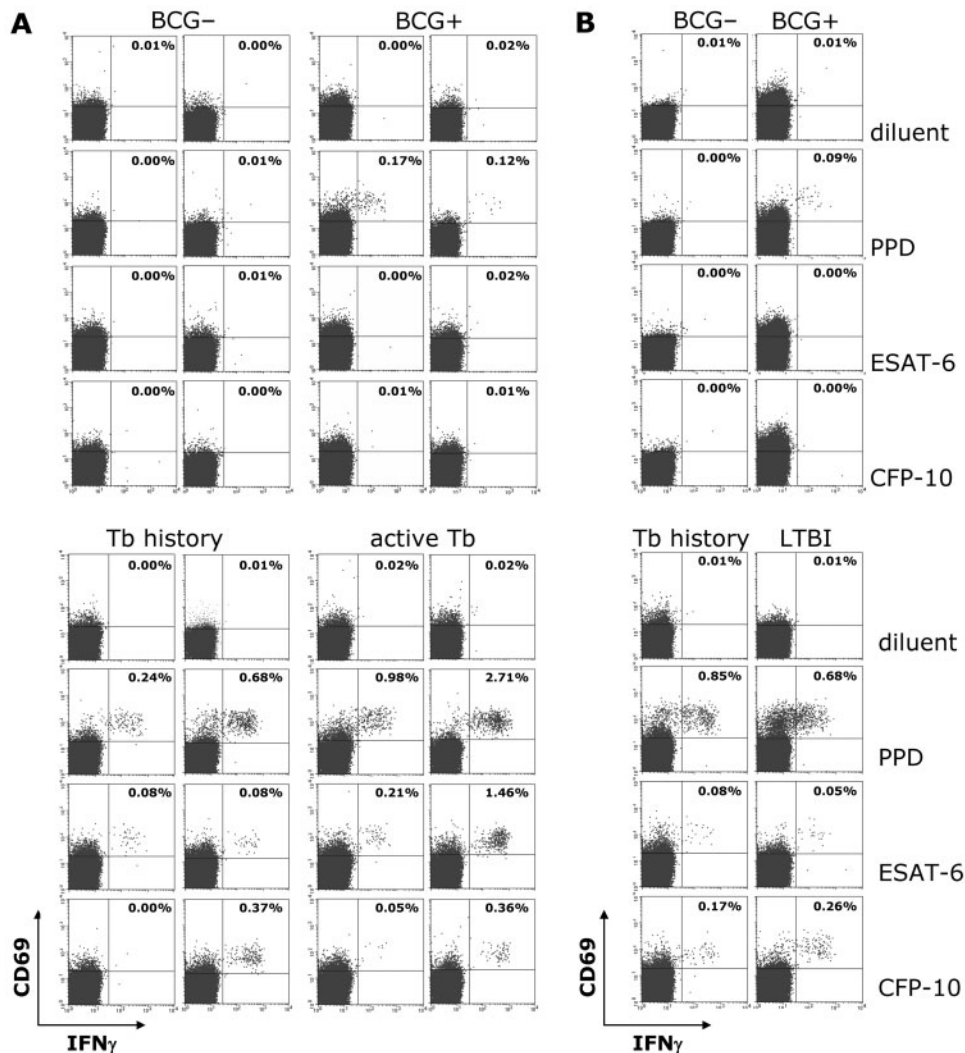 A BCG– BCG+ B BCG– BCG+
0.01% 0.00% 0.00% 0.02% 0.01% 0.01%
diluent
0.00% 0.01% 0.17% 0.12% 0.00% 0.09%
PPD
0.00% 0.01% 0.00% 0.02% 0.00% 0.00%
ESAT-6
0.00% 0.00% 0.01% 0.01% 0.00% 0.00%
CFP-10
Tb history active Tb Tb history LTBI
0.00% 0.01% 0.02% 0.02% 0.01% 0.01%
diluent
0.24% 0.68% 0.98% 2.71% 0.85% 0.68%
PPD
0.08% 0.08% 0.21% 1.46% 0.08% 0.05%
ESAT-6
0.00% 0.37% 0.05% 0.36% 0.17% 0.26%
CFP-10
CD69 CD69
IFNγ IFNγ